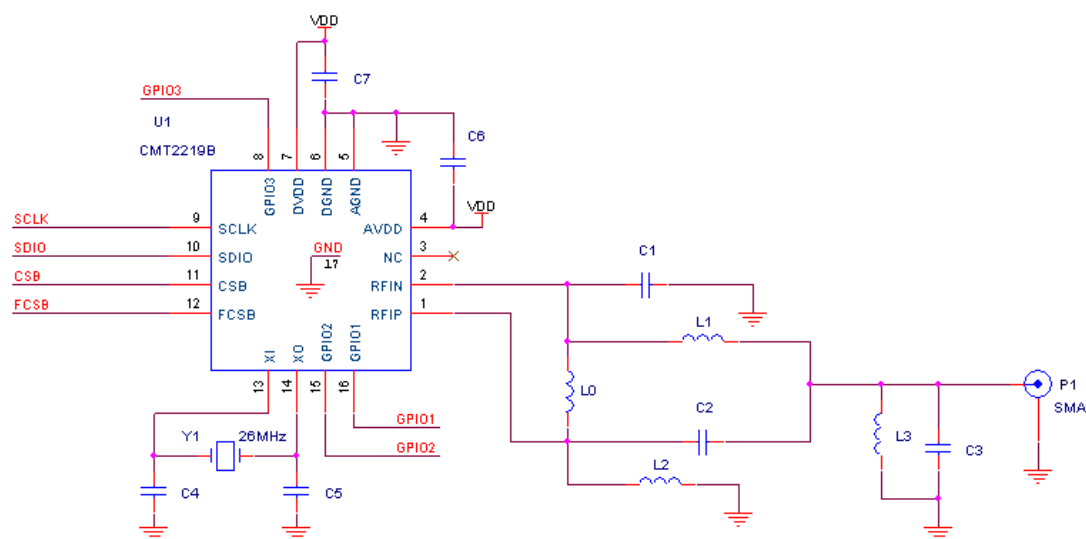 VDD
C7
GPIO3
U1
C6
CMT2219B
8
7
6
5
GPIO3
DVDD
DGND
AGND
VDD
SCLK
9
SCLK
AVDD
4
SDIO
10
SDIO
GND
17
NC
3
CSB
11
CSB
RFIN
2
C1
FCSB
12
FCSB
RFIP
1
L1
XI
XO
GPIO2
GPIO1
13
14
15
16
L0
P1
SMA
C2
GPIO1
Y1
26MHz
GPIO2
L3
C3
L2
C4
C5